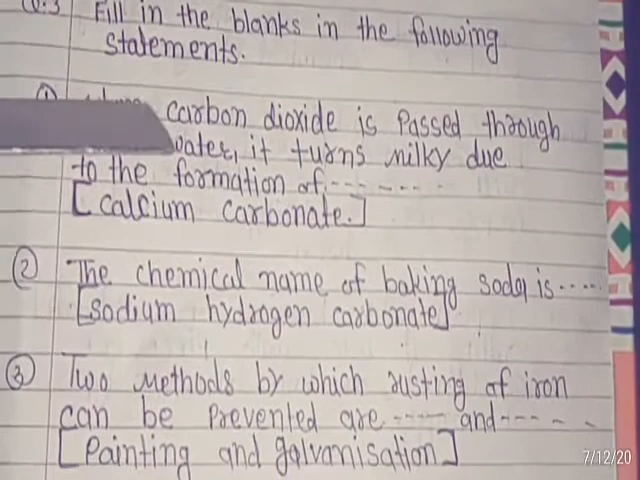 Q.3 Fill in the blanks in the following
statements.
① carbon dioxide is Passed through
water, it turns milky due
to the formation of -------
[calcium carbonate.]
② The chemical name of baking soda is .....
[sodium hydrogen carbonate]
③ Two methods by which rusting of iron
can be prevented are ----- and -----
[Painting and galvanisation]
7/12/20